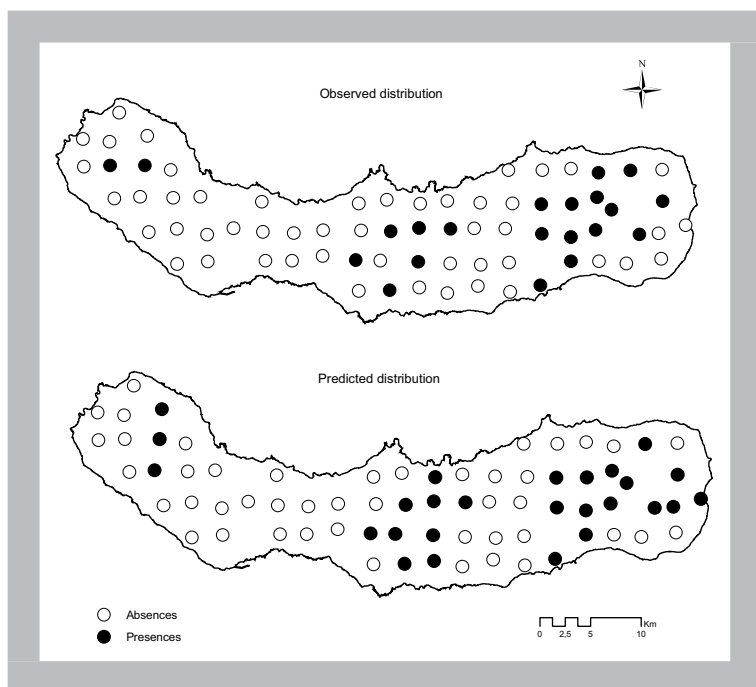 Observed distribution
N
Predicted distribution
Absences
Presences
Km
0 2,5 5 10